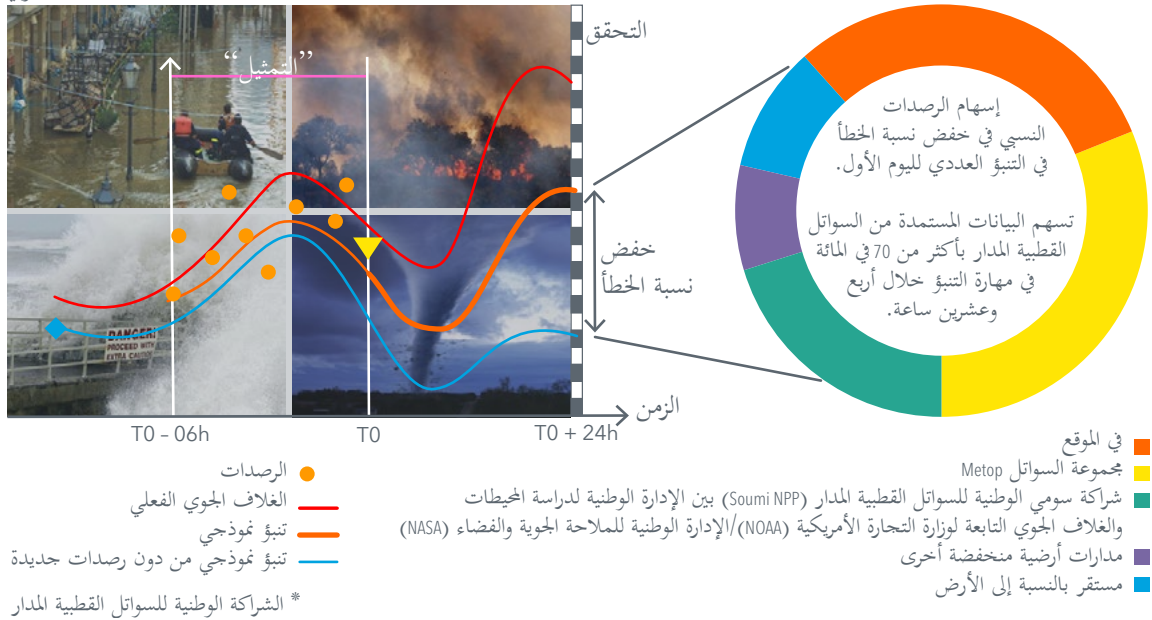 التحقق
”التمثيل“
DANGER!
PROCEED WITH
EXTRA CAUTION
خفض
نسبة الخطأ
الزمن
T0 - 06h
T0
T0 + 24h
إسهام الرصدات
النسبي في خفض نسبة الخطأ
في التنبؤ العددي لليوم الأول.
تسهم البيانات المستمدة من السواتل
القطبية المدار بأكثر من 70 في المائة
في مهارة التنبؤ خلال أربع
وعشرين ساعة.
في الموقع
مجموعة السواتل Metop
شراكة سومي الوطنية للسواتل القطبية المدار (Soumi NPP) بين الإدارة الوطنية لدراسة المحيطات
والغلاف الجوي التابعة لوزارة التجارة الأمريكية (NOAA)/الإدارة الوطنية للملاحة الجوية والفضاء (NASA)
مدارات أرضية منخفضة أخرى
مستقر بالنسبة إلى الأرض
الرصدات
الغلاف الجوي الفعلي
تنبؤ نموذجي
تنبؤ نموذجي من دون رصدات جديدة
* الشراكة الوطنية للسواتل القطبية المدار